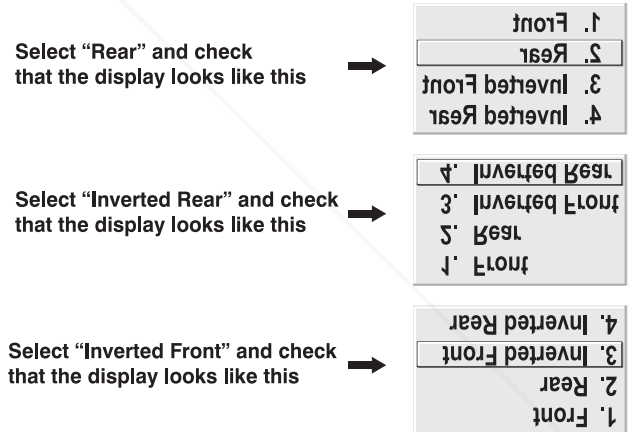 Select “Rear” and check
that the display looks like this
1. Front
2. Rear
3. Inverted Front
4. Inverted Rear
Select “Inverted Rear” and check
that the display looks like this
4. Inverted Rear
3. Inverted Front
2. Rear
1. Front
Select “Inverted Front” and check
that the display looks like this
4. Inverted Rear
3. Invreted Front
2. Rear
1. Front